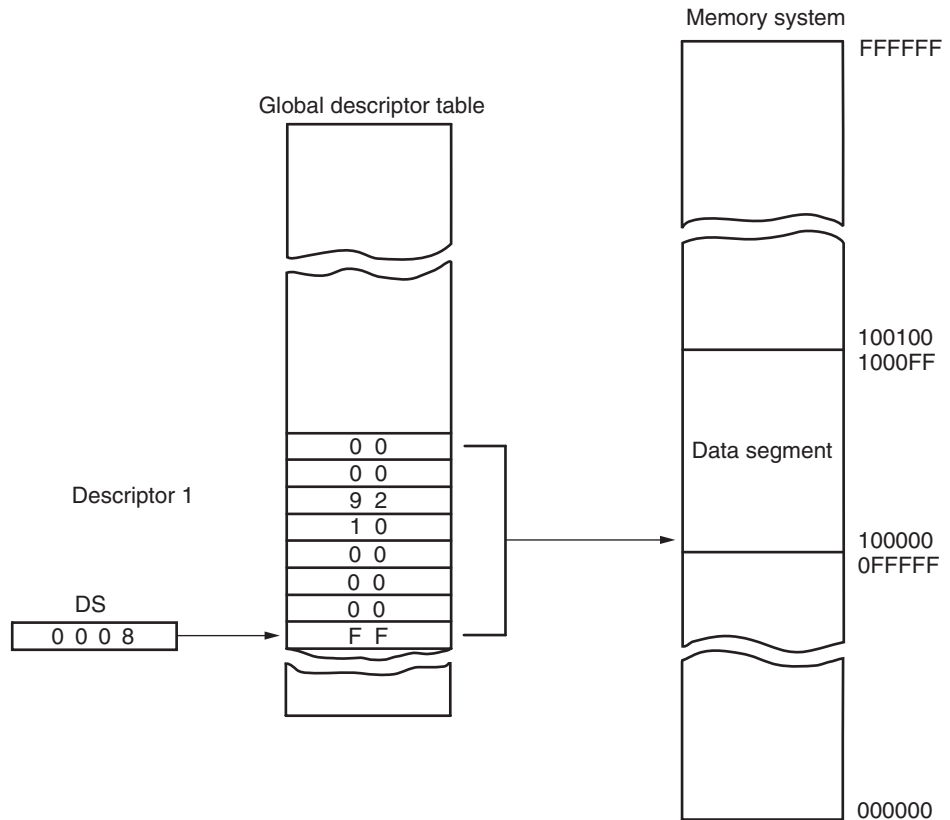 Memory system
FFFFFF
Global descriptor table
100100
1000FF
0 0
0 0
9 2
1 0
0 0
0 0
0 0
F F
Descriptor 1
DS
0 0 0 8
Data segment
100000
0FFFFF
000000